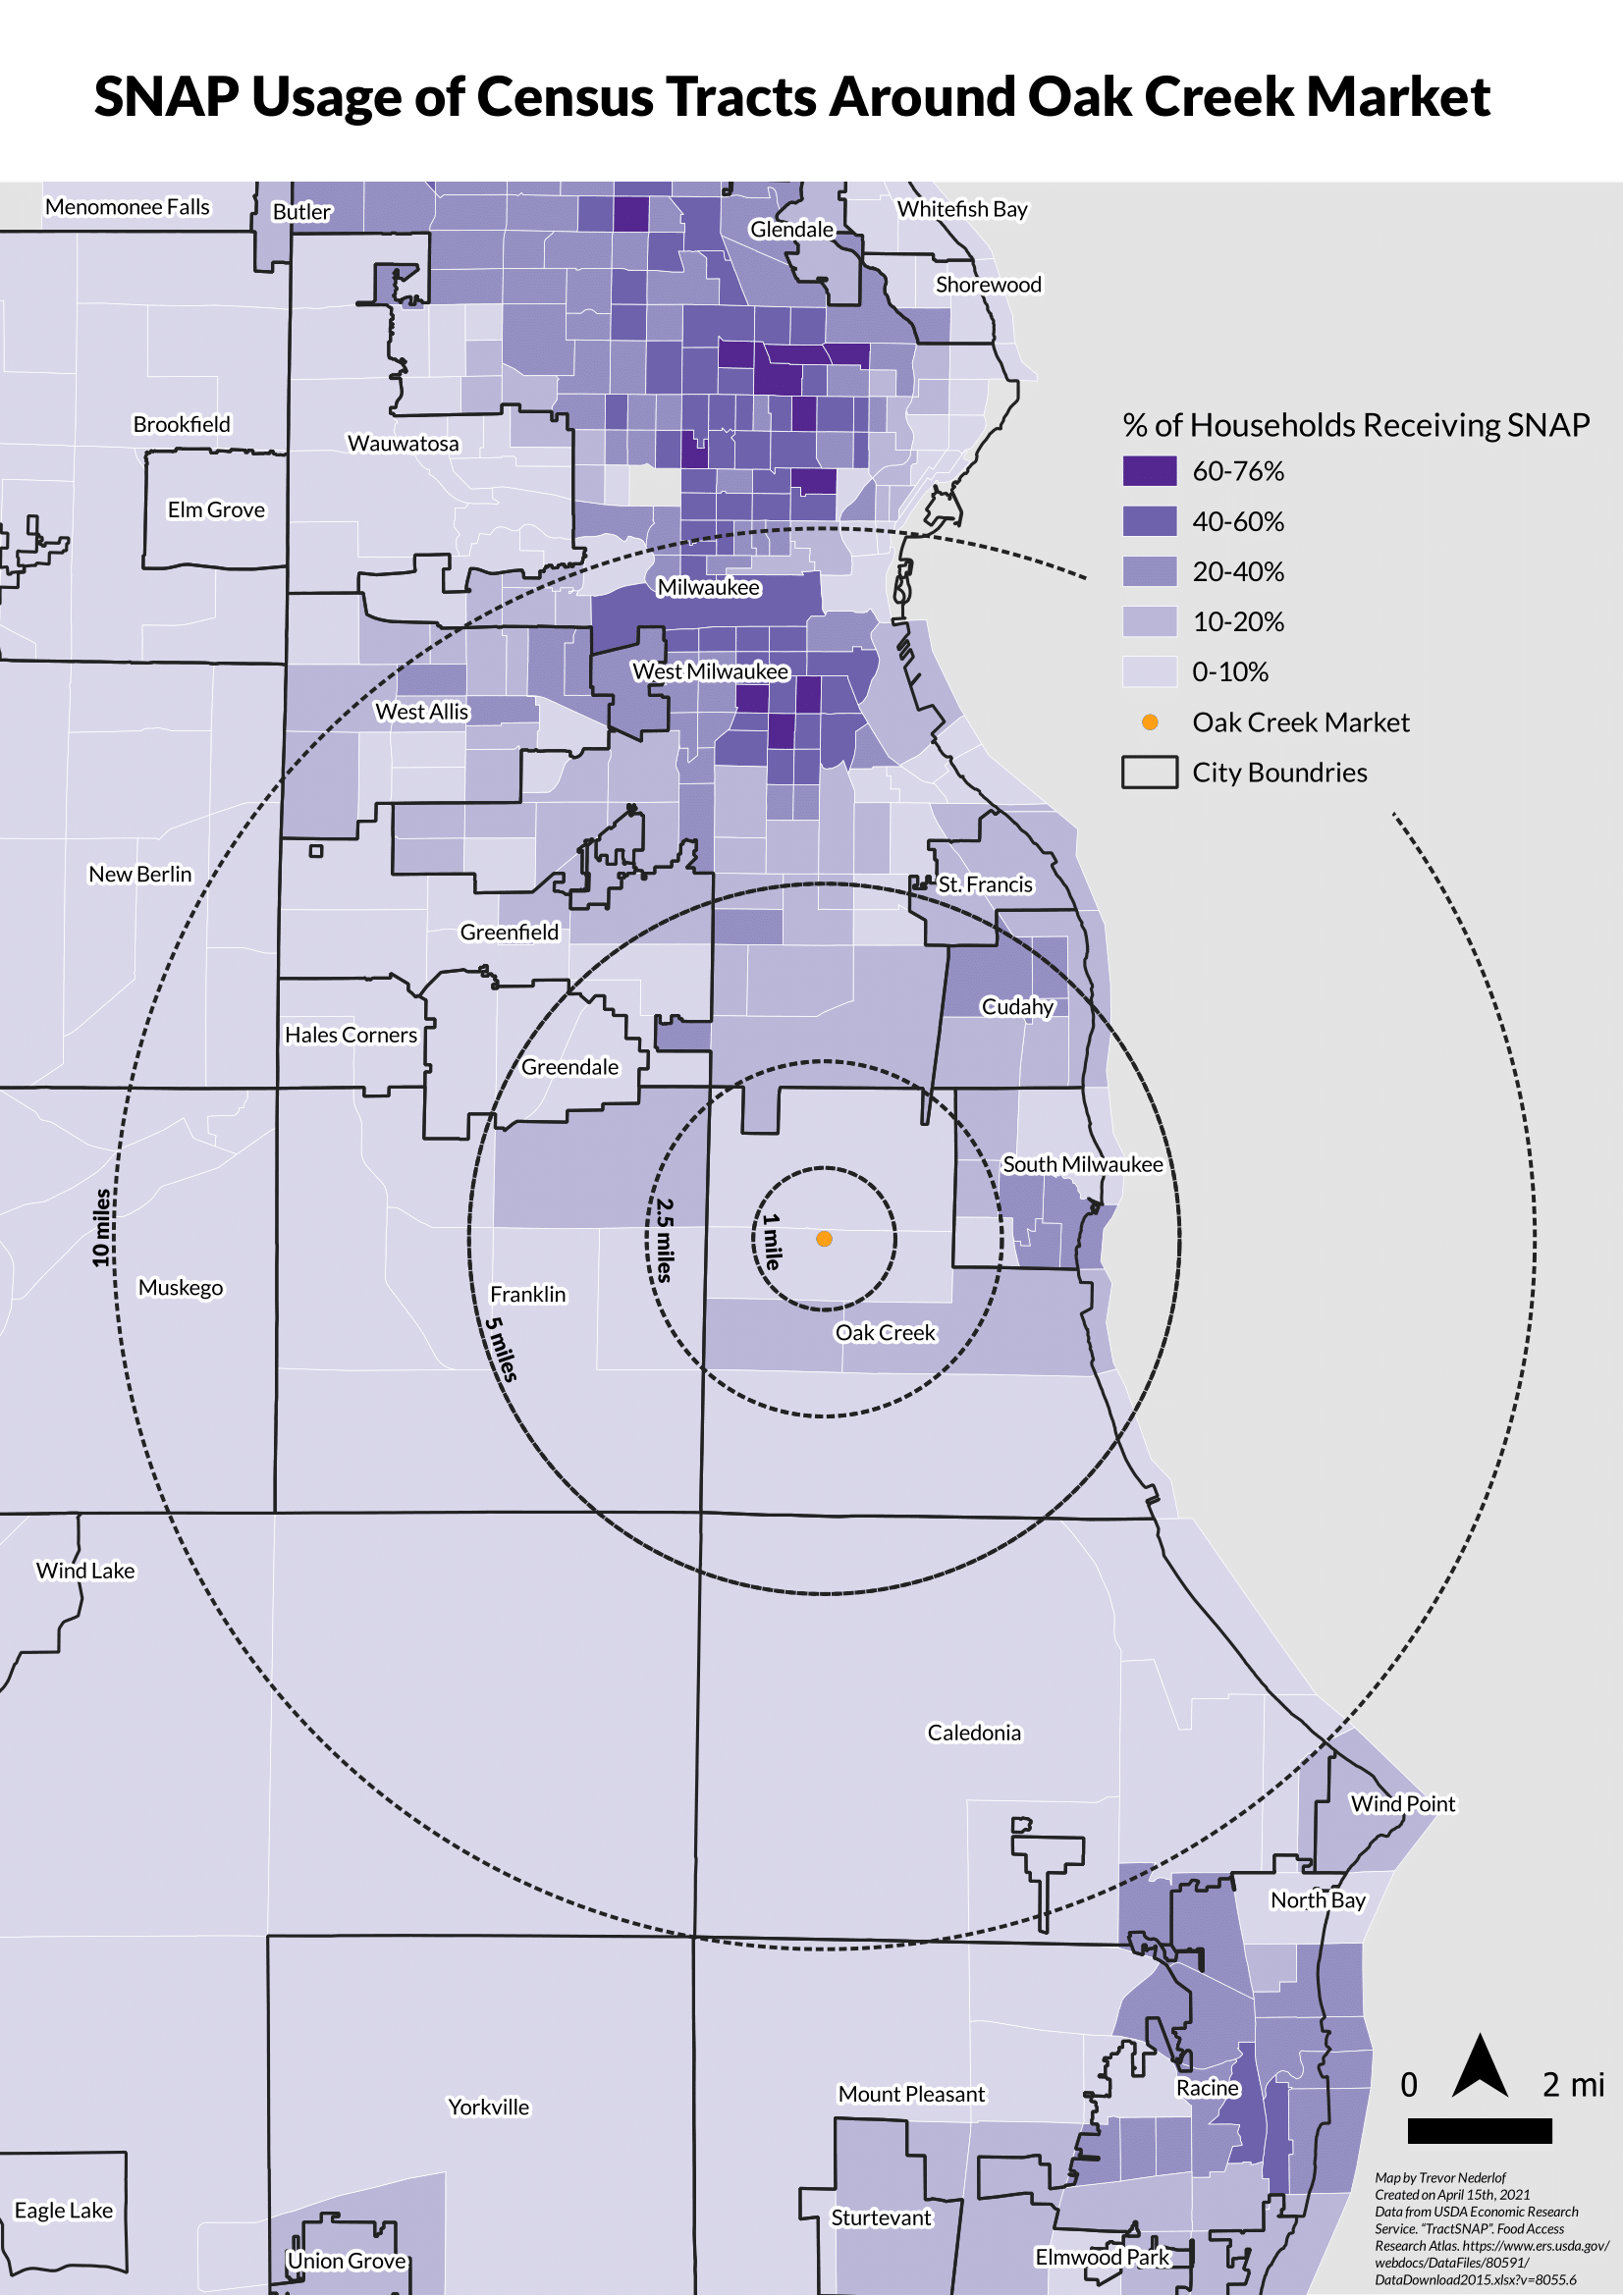 SNAP Usage of Census Tracts Around Oak Creek Market
Menomonee Falls
Butler
Whitefish Bay
Glendale
Shorewood
Brookfield
Wauwatosa
Elm Grove
% of Households Receiving SNAP
60-76%
40-60%
20-40%
10-20%
0-10%
Oak Creek Market
City Boundries
Milwaukee
West Milwaukee
West Allis
New Berlin
St. Francis
Greenfield
Cudahy
Hales Corners
Greendale
South Milwaukee
10 miles
2.5 miles
1 mile
Muskego
Franklin
5 miles
Oak Creek
Wind Lake
Caledonia
Wind Point
North Bay
Racine
Mount Pleasant
Yorkville
0 2 mi
Eagle Lake
Sturtevant
Union Grove
Elmwood Park
Map by Trevor Nederlof
Created on April 15th, 2021
Data from USDA Economic Research
Service. "TractSNAP". Food Access
Research Atlas. https://www.ers.usda.gov/
webdocs/DataFiles/80591/
DataDownload2015.xlsx?v=8055.6